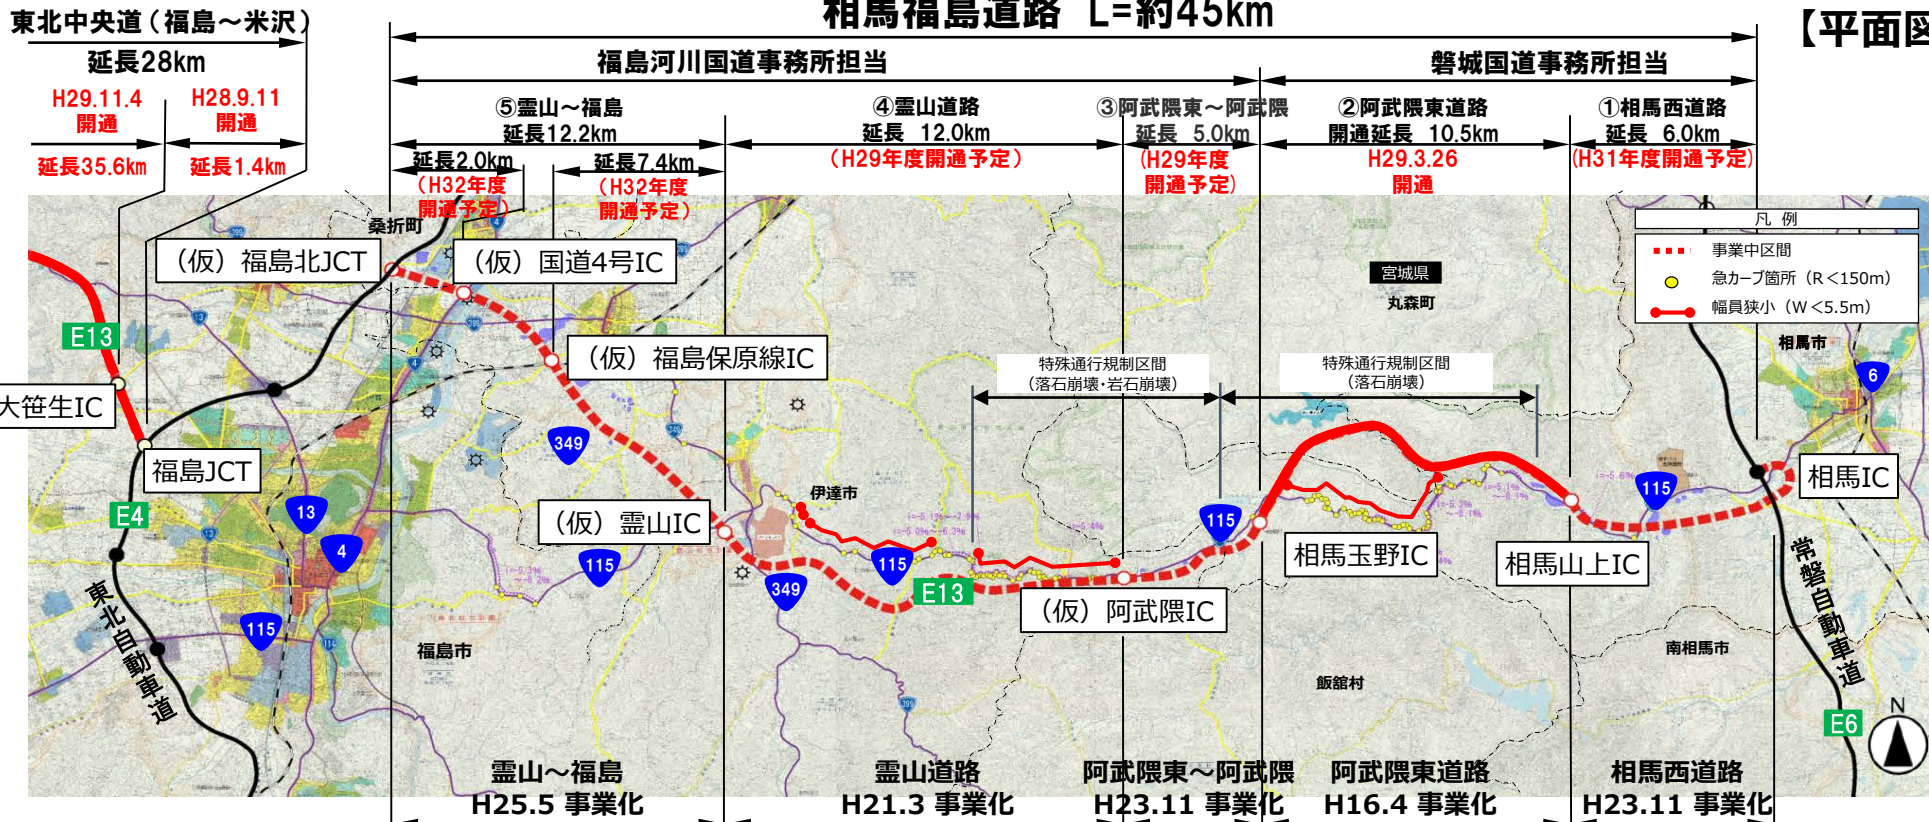 相馬福島道路 L=約45km
【平面図
東北中央道(福島～米沢)
延長28km
福島河川国道事務所担当
磐城国道事務所担当
H29.11.4
開通
H28.9.11
開通
延長35.6km
延長1.4km
⑤霊山～福島
延長12.2km
延長2.0km
(H32年度
開通予定)
延長7.4km
(H32年度
開通予定)
④霊山道路
延長 12.0km
(H29年度開通予定)
③阿武隈東～阿武隈
延長 5.0km
(H29年度
開通予定)
②阿武隈東道路
開通延長 10.5km
H29.3.26
開通
①相馬西道路
延長 6.0km
(H31年度開通予定)
凡 例
事業中区間
急カーブ箇所（R＜150m）
幅員狭小（W＜5.5m）
桑折町
（仮）福島北JCT
（仮）国道4号IC
（仮）福島保原線IC
宮城県
丸森町
相馬市
6
E13
大笹生IC
福島JCT
E4
13
4
115
349
特殊通行規制区間
（落石崩壊・岩石崩壊）
特殊通行規制区間
（落石崩壊）
伊達市
（仮）霊山IC
115
349
115
E13
（仮）阿武隈IC
115
相馬玉野IC
相馬山上IC
115
相馬IC
東北自動車道
常磐自動車道
福島市
飯舘村
南相馬市
E6
N
霊山～福島
H25.5 事業化
霊山道路
H21.3 事業化
阿武隈東～阿武隈
H23.11 事業化
阿武隈東道路
H16.4 事業化
相馬西道路
H23.11 事業化